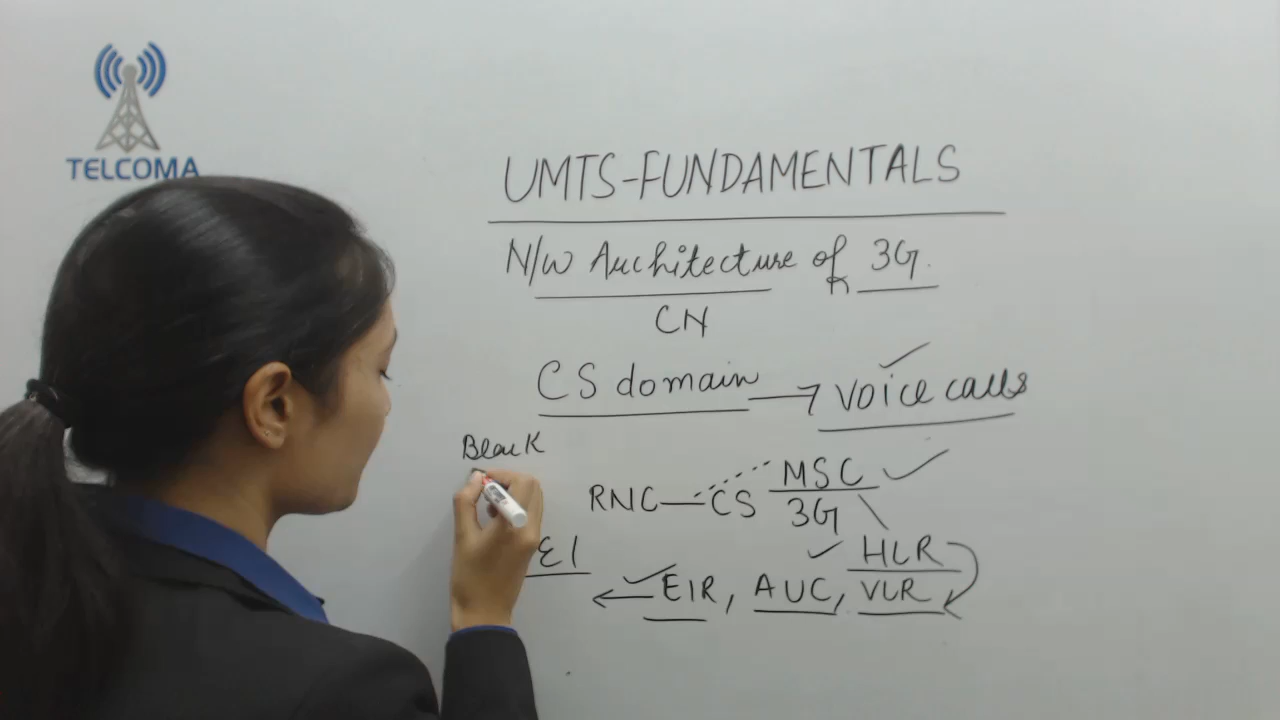 TELCOMA
UMTS-FUNDAMENTALS
N/W Architecture of 3G.
CN
CS domain → voice calls
Black
RNC — CS MSC
3G
EI HLR
← EIR, AUC, VLR